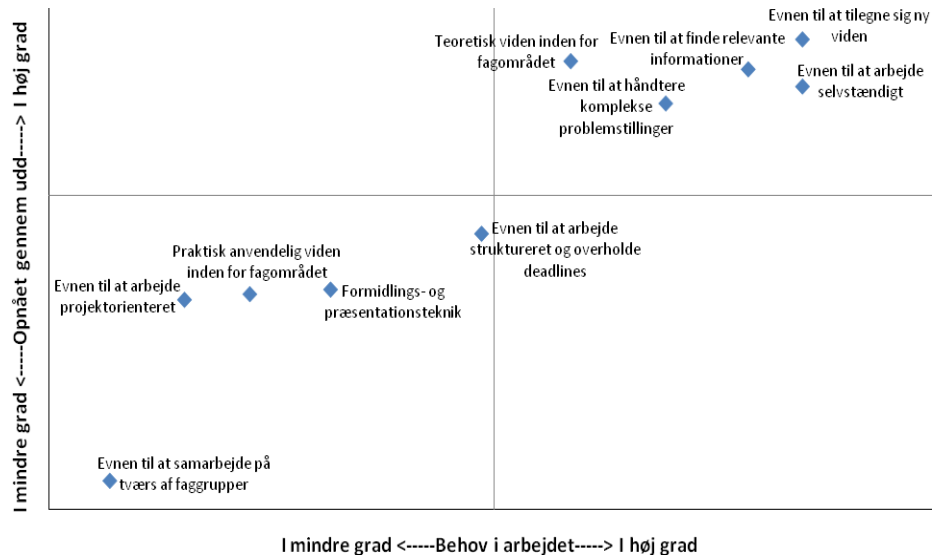 Evnen til at tilegne sig ny
viden
Teoretisk viden inden for
fagområdet
Evnen til at finde relevante
informationer
Evnen til at arbejde
selvstændigt
Evnen til at håndtere
komplekse
problemstillinger
Evnen til at arbejde
struktureret og overholde
deadlines
Praktisk anvendelig viden
inden for fagområdet
Evnen til at arbejde
projektorienteret
Formidlings- og
præsentationsteknik
Evnen til at samarbejde på
tværs af faggrupper
I mindre grad <-----Opnået gennem udd-----> I høj grad
I mindre grad <-----Behov i arbejdet-----> I høj grad